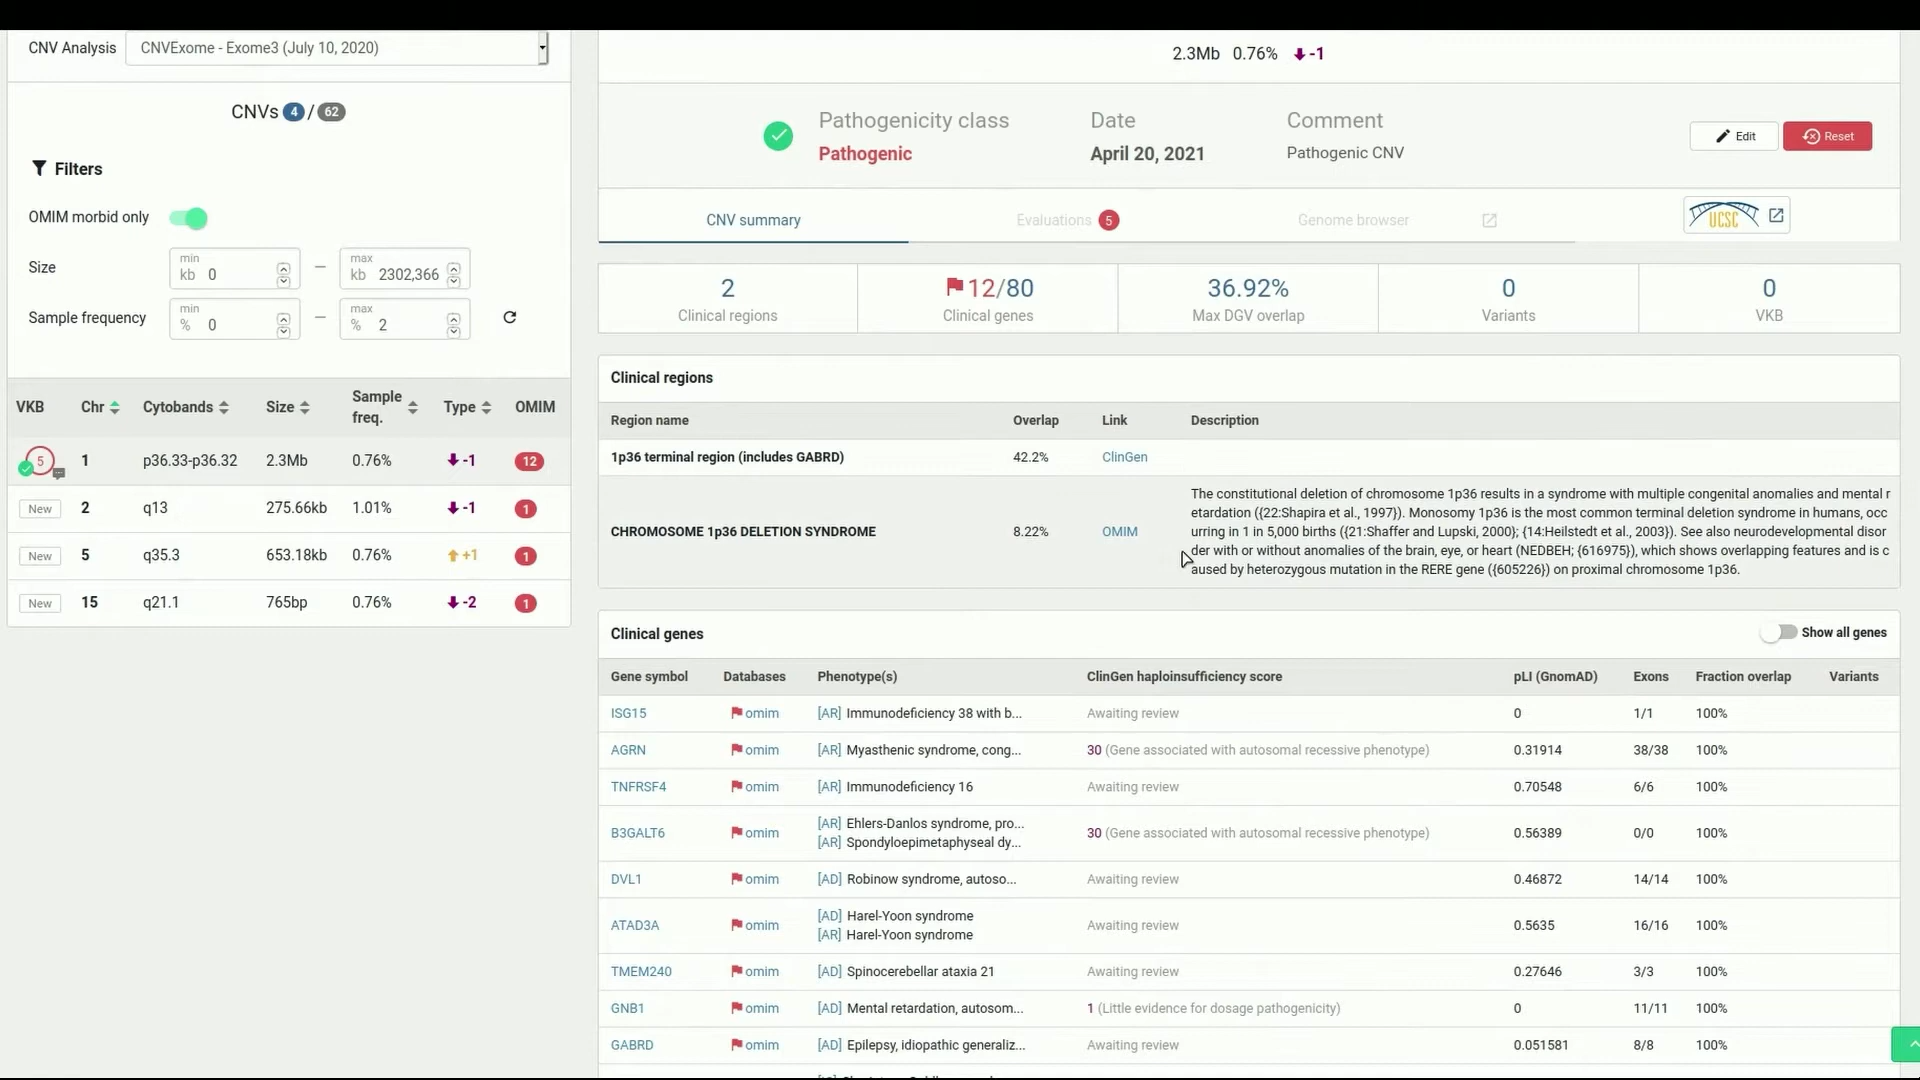 CNV Analysis CNVExome - Exome3 (July 10, 2020)
CNVs 4 / 62
Filters
OMIM morbid only
Size min kb 0 – max kb 2302,366
Sample frequency min % 0 – max % 2
VKB Chr Cytobands Size Sample freq. Type OMIM
5 1 p36.33-p36.32 2.3Mb 0.76% -1 12
New 2 q13 275.66kb 1.01% -1 1
New 5 q35.3 653.18kb 0.76% +1 1
New 15 q21.1 765bp 0.76% -2 1
2.3Mb 0.76% -1
Pathogenicity class Date Comment
Pathogenic April 20, 2021 Pathogenic CNV
Edit Reset
CNV summary Evaluations 5 Genome browser UCSC
2 12/80 36.92% 0 0
Clinical regions Clinical genes Max DGV overlap Variants VKB
Clinical regions
Region name Overlap Link Description
1p36 terminal region (includes GABRD) 42.2% ClinGen
CHROMOSOME 1p36 DELETION SYNDROME 8.22% OMIM
The constitutional deletion of chromosome 1p36 results in a syndrome with multiple congenital anomalies and mental r
etardation ({22:Shapira et al., 1997}). Monosomy 1p36 is the most common terminal deletion syndrome in humans, occ
urring in 1 in 5,000 births ({21:Shaffer and Lupski, 2000}; {14:Heilstedt et al., 2003}). See also neurodevelopmental disor
der with or without anomalies of the brain, eye, or heart (NEDBEH; {616975}), which shows overlapping features and is c
aused by heterozygous mutation in the RERE gene ({605226}) on proximal chromosome 1p36.
Clinical genes Show all genes
Gene symbol Databases Phenotype(s) ClinGen haploinsufficiency score pLI (GnomAD) Exons Fraction overlap Variants
ISG15 omim [AR] Immunodeficiency 38 with b... Awaiting review 0 1/1 100%
AGRN omim [AR] Myasthenic syndrome, cong... 30 (Gene associated with autosomal recessive phenotype) 0.31914 38/38 100%
TNFRSF4 omim [AR] Immunodeficiency 16 Awaiting review 0.70548 6/6 100%
B3GALT6 omim [AR] Ehlers-Danlos syndrome, pro... 30 (Gene associated with autosomal recessive phenotype) 0.56389 0/0 100%
[AR] Spondyloepimetaphyseal dy...
DVL1 omim [AD] Robinow syndrome, autoso... Awaiting review 0.46872 14/14 100%
ATAD3A omim [AD] Harel-Yoon syndrome Awaiting review 0.5635 16/16 100%
[AR] Harel-Yoon syndrome
TMEM240 omim [AD] Spinocerebellar ataxia 21 Awaiting review 0.27646 3/3 100%
GNB1 omim [AD] Mental retardation, autosom... 1 (Little evidence for dosage pathogenicity) 0 11/11 100%
GABRD omim [AD] Epilepsy, idiopathic generaliz... Awaiting review 0.051581 8/8 100%